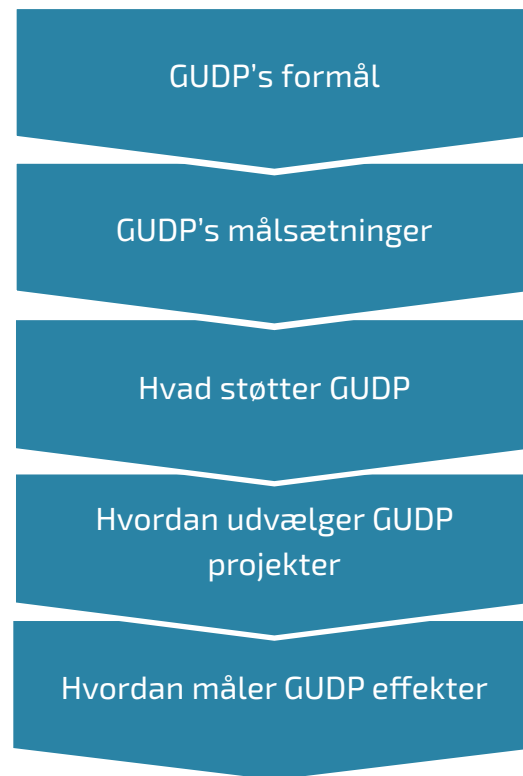 GUDP’s formål
GUDP’s målsætninger
Hvad støtter GUDP
Hvordan udvælger GUDP
projekter
Hvordan måler GUDP effekter